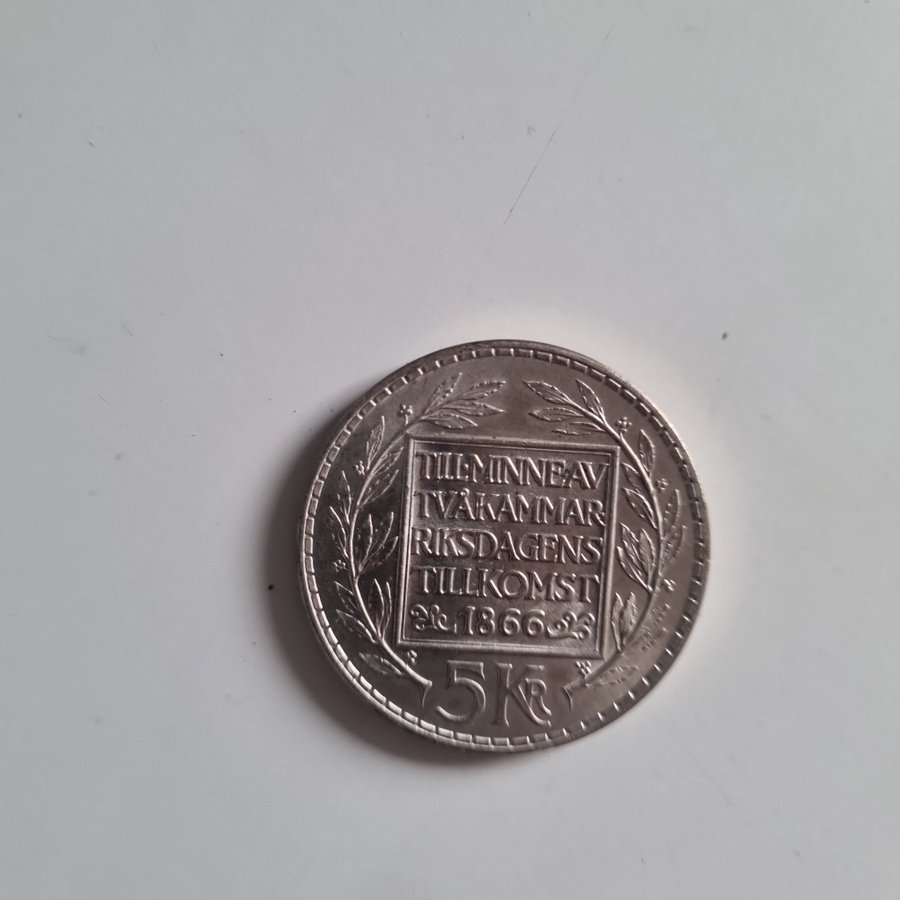 TILL·MINNE·AV
TVÅKAMMAR
RIKSDAGENS
TILLKOMST
1866
5 KR